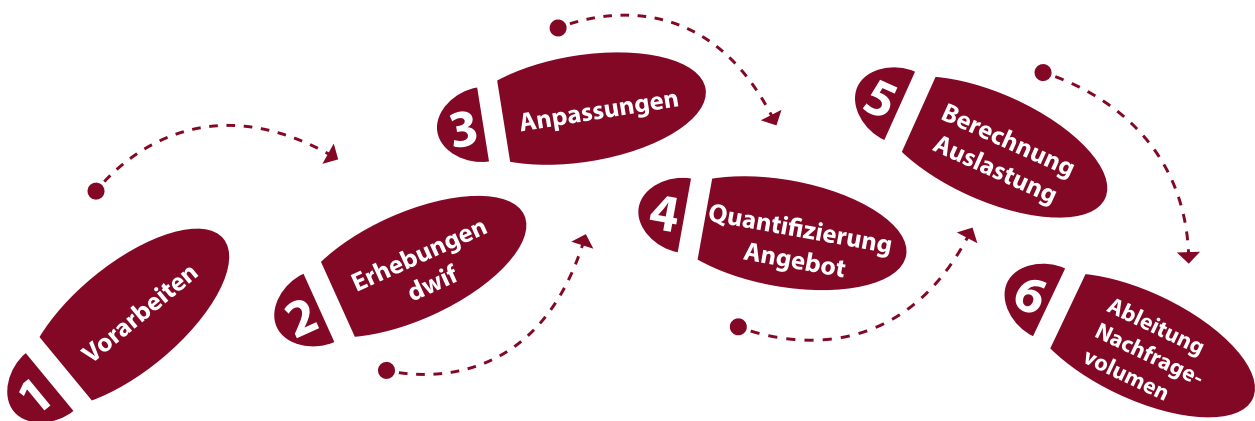 1
Vorarbeiten
2
Erhebungen
dwif
3
Anpassungen
4
Quantifizierung
Angebot
5
Berechnung
Auslastung
6
Ableitung
Nachfrage-
volumen